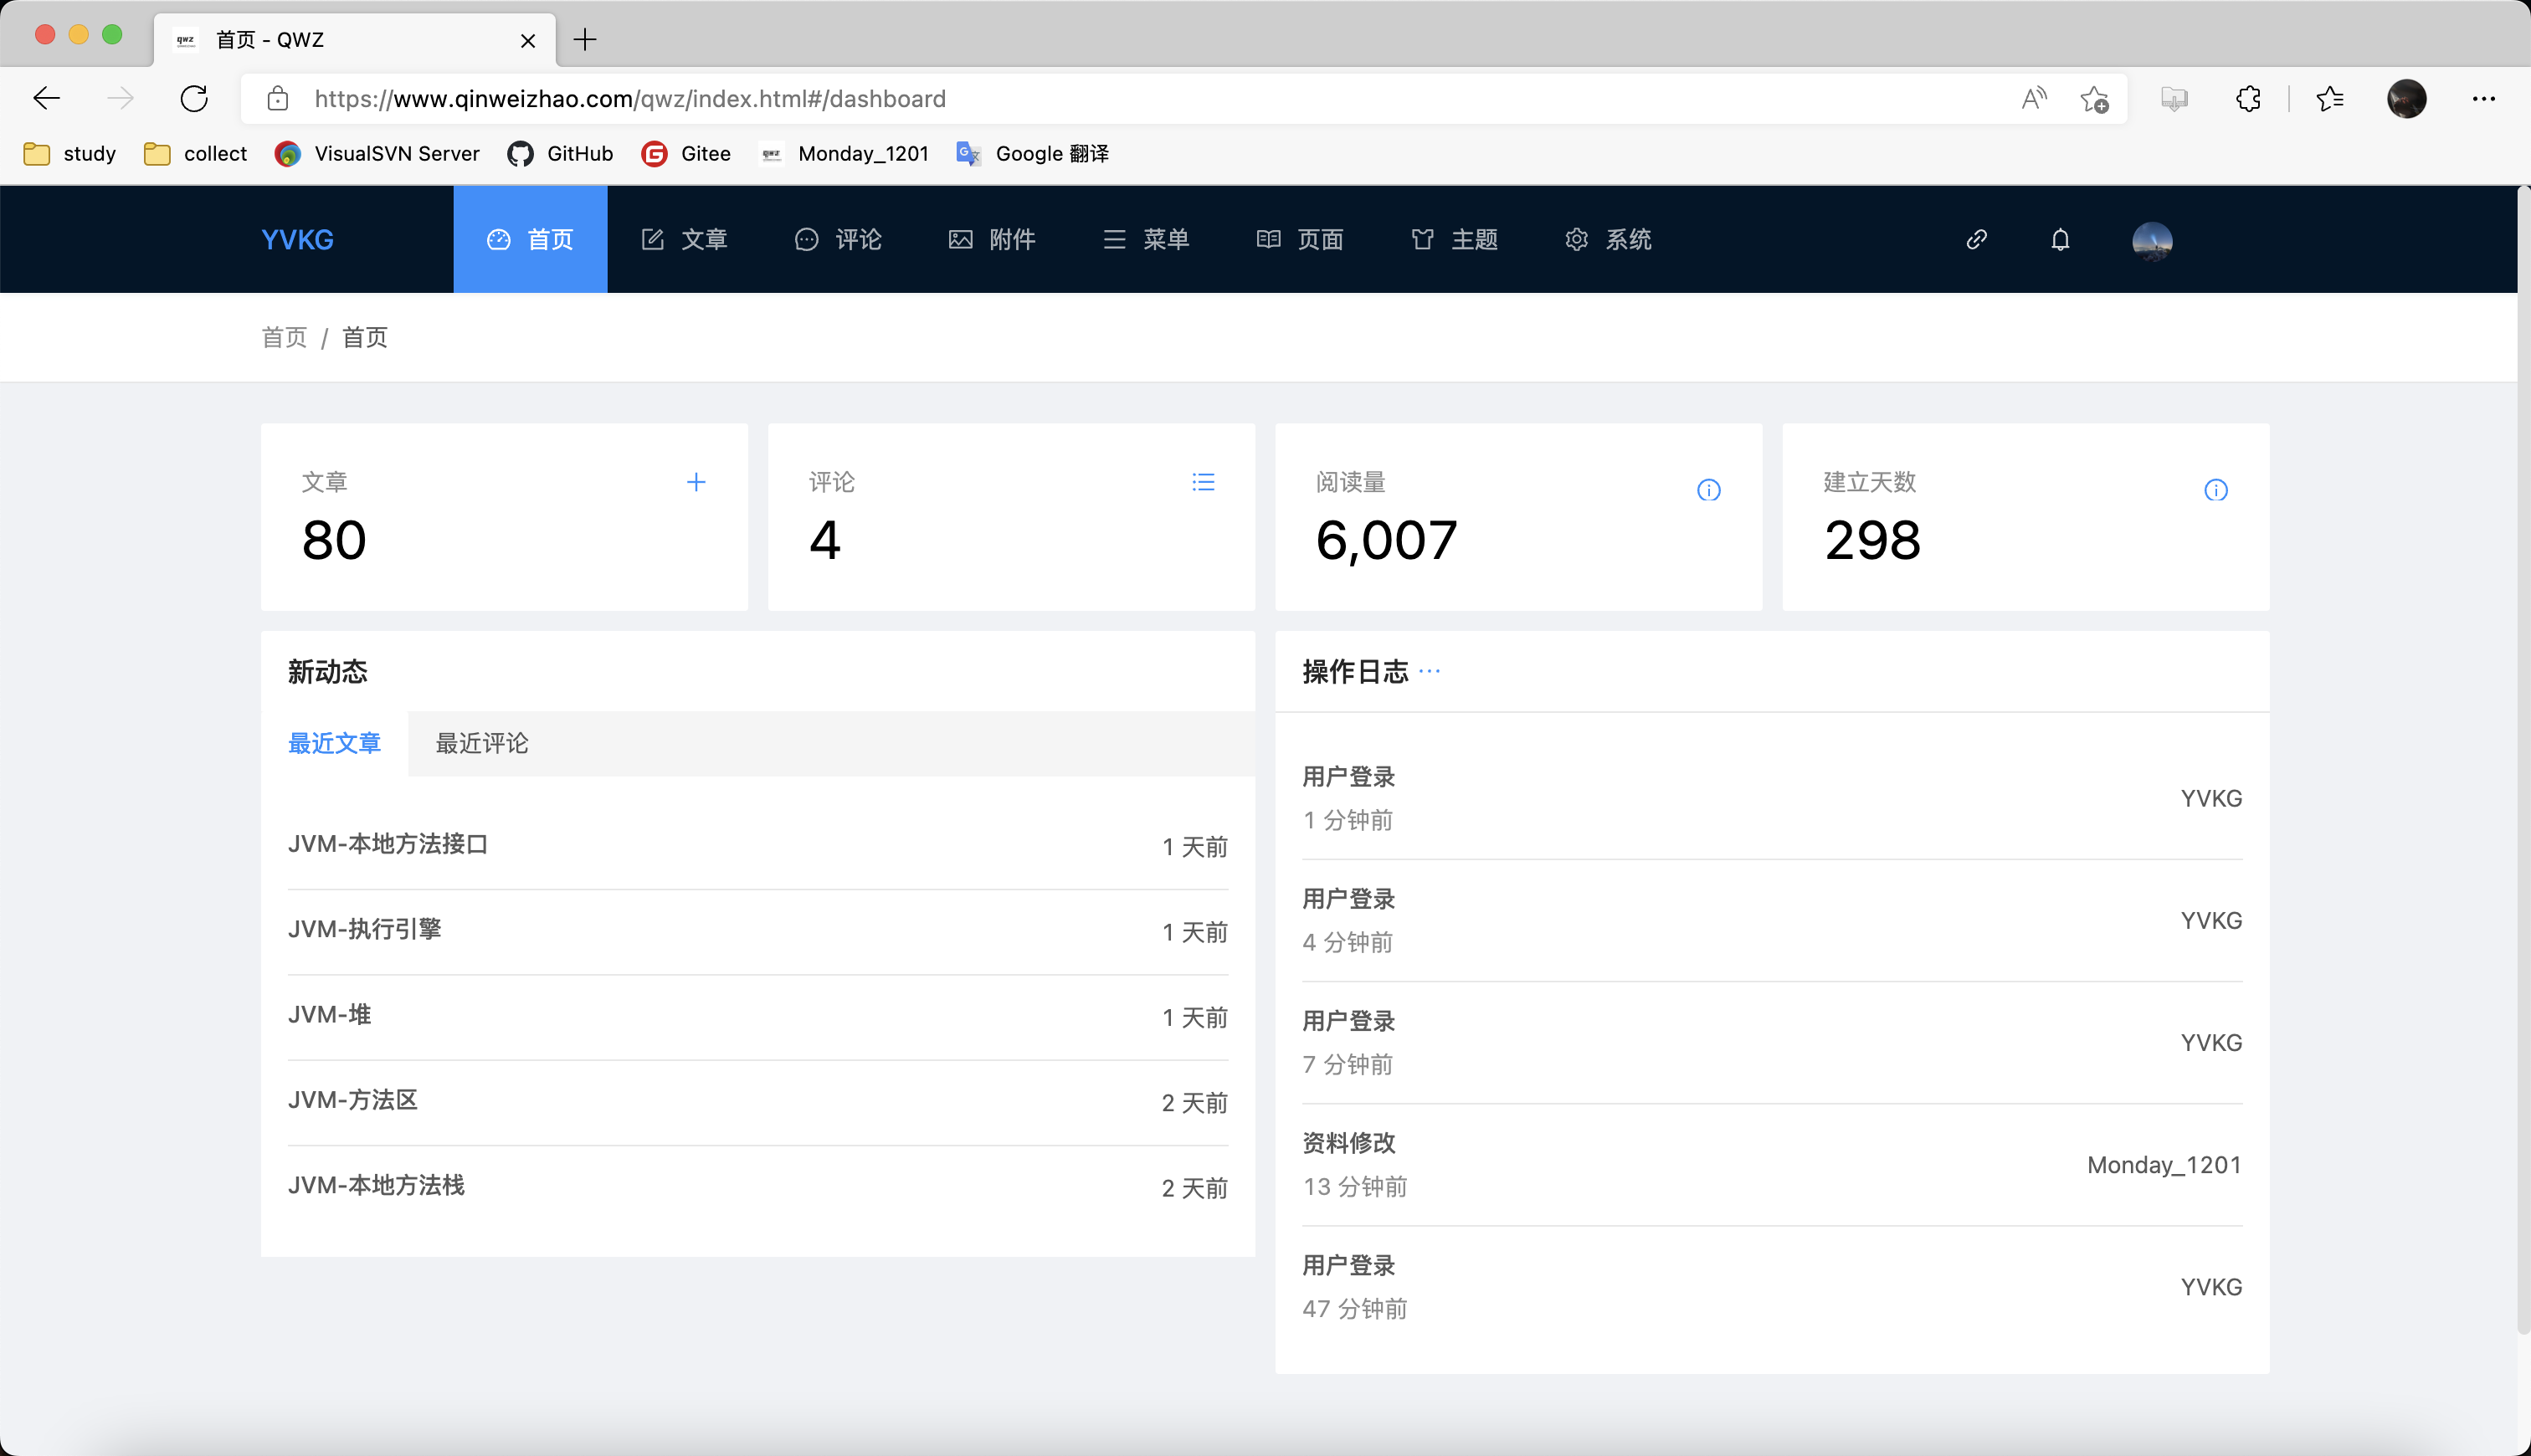 首页 - QWZ
https://www.qinweizhao.com/qwz/index.html#/dashboard
study collect VisualSVN Server GitHub Gitee Monday_1201 Google 翻译
YVKG 首页 文章 评论 附件 菜单 页面 主题 系统
首页 / 首页
文章
80
评论
4
阅读量
6,007
建立天数
298
新动态
最近文章 最近评论
JVM-本地方法接口 1 天前
JVM-执行引擎 1 天前
JVM-堆 1 天前
JVM-方法区 2 天前
JVM-本地方法栈 2 天前
操作日志 ···
用户登录
1 分钟前
YVKG
用户登录
4 分钟前
YVKG
用户登录
7 分钟前
YVKG
资料修改
13 分钟前
Monday_1201
用户登录
47 分钟前
YVKG